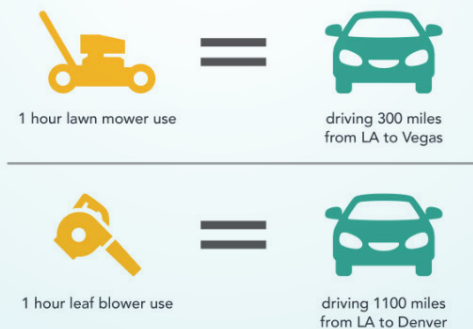 1 hour lawn mower use
driving 300 miles
from LA to Vegas
1 hour leaf blower use
driving 1100 miles
from LA to Denver